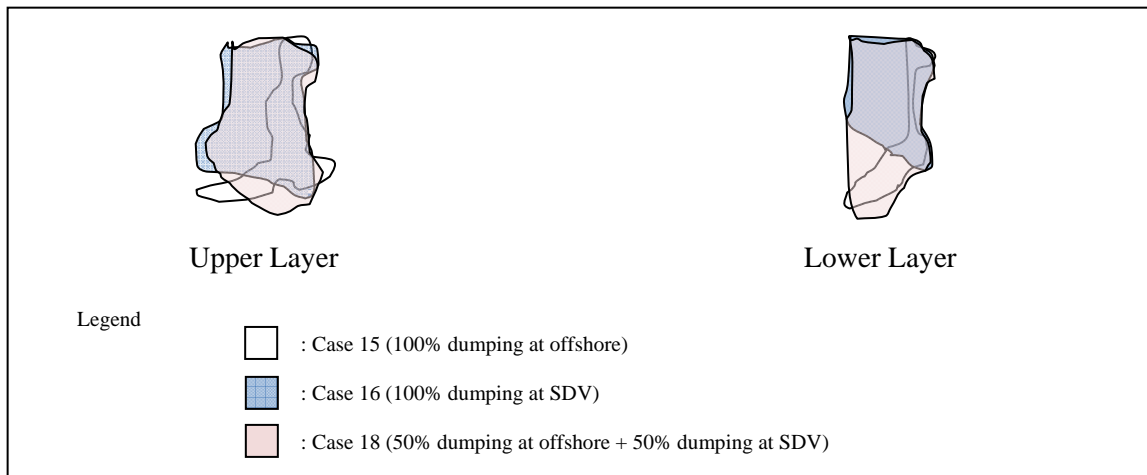 Upper Layer
Lower Layer
Legend
: Case 15 (100% dumping at offshore)
: Case 16 (100% dumping at SDV)
: Case 18 (50% dumping at offshore + 50% dumping at SDV)